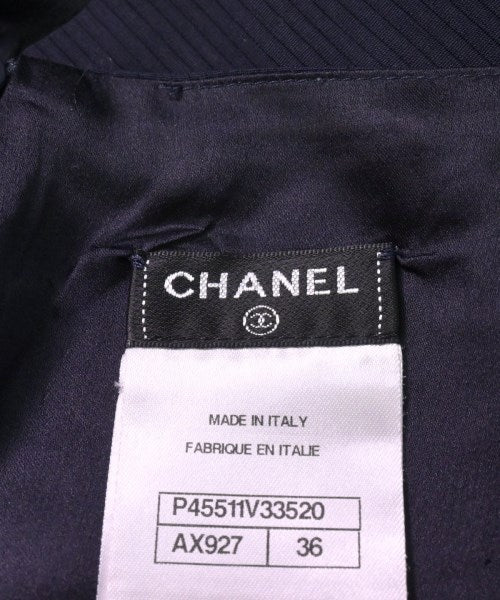 CHANEL
MADE IN ITALY
FABRIQUE EN ITALIE
P45511V33520
AX927 36